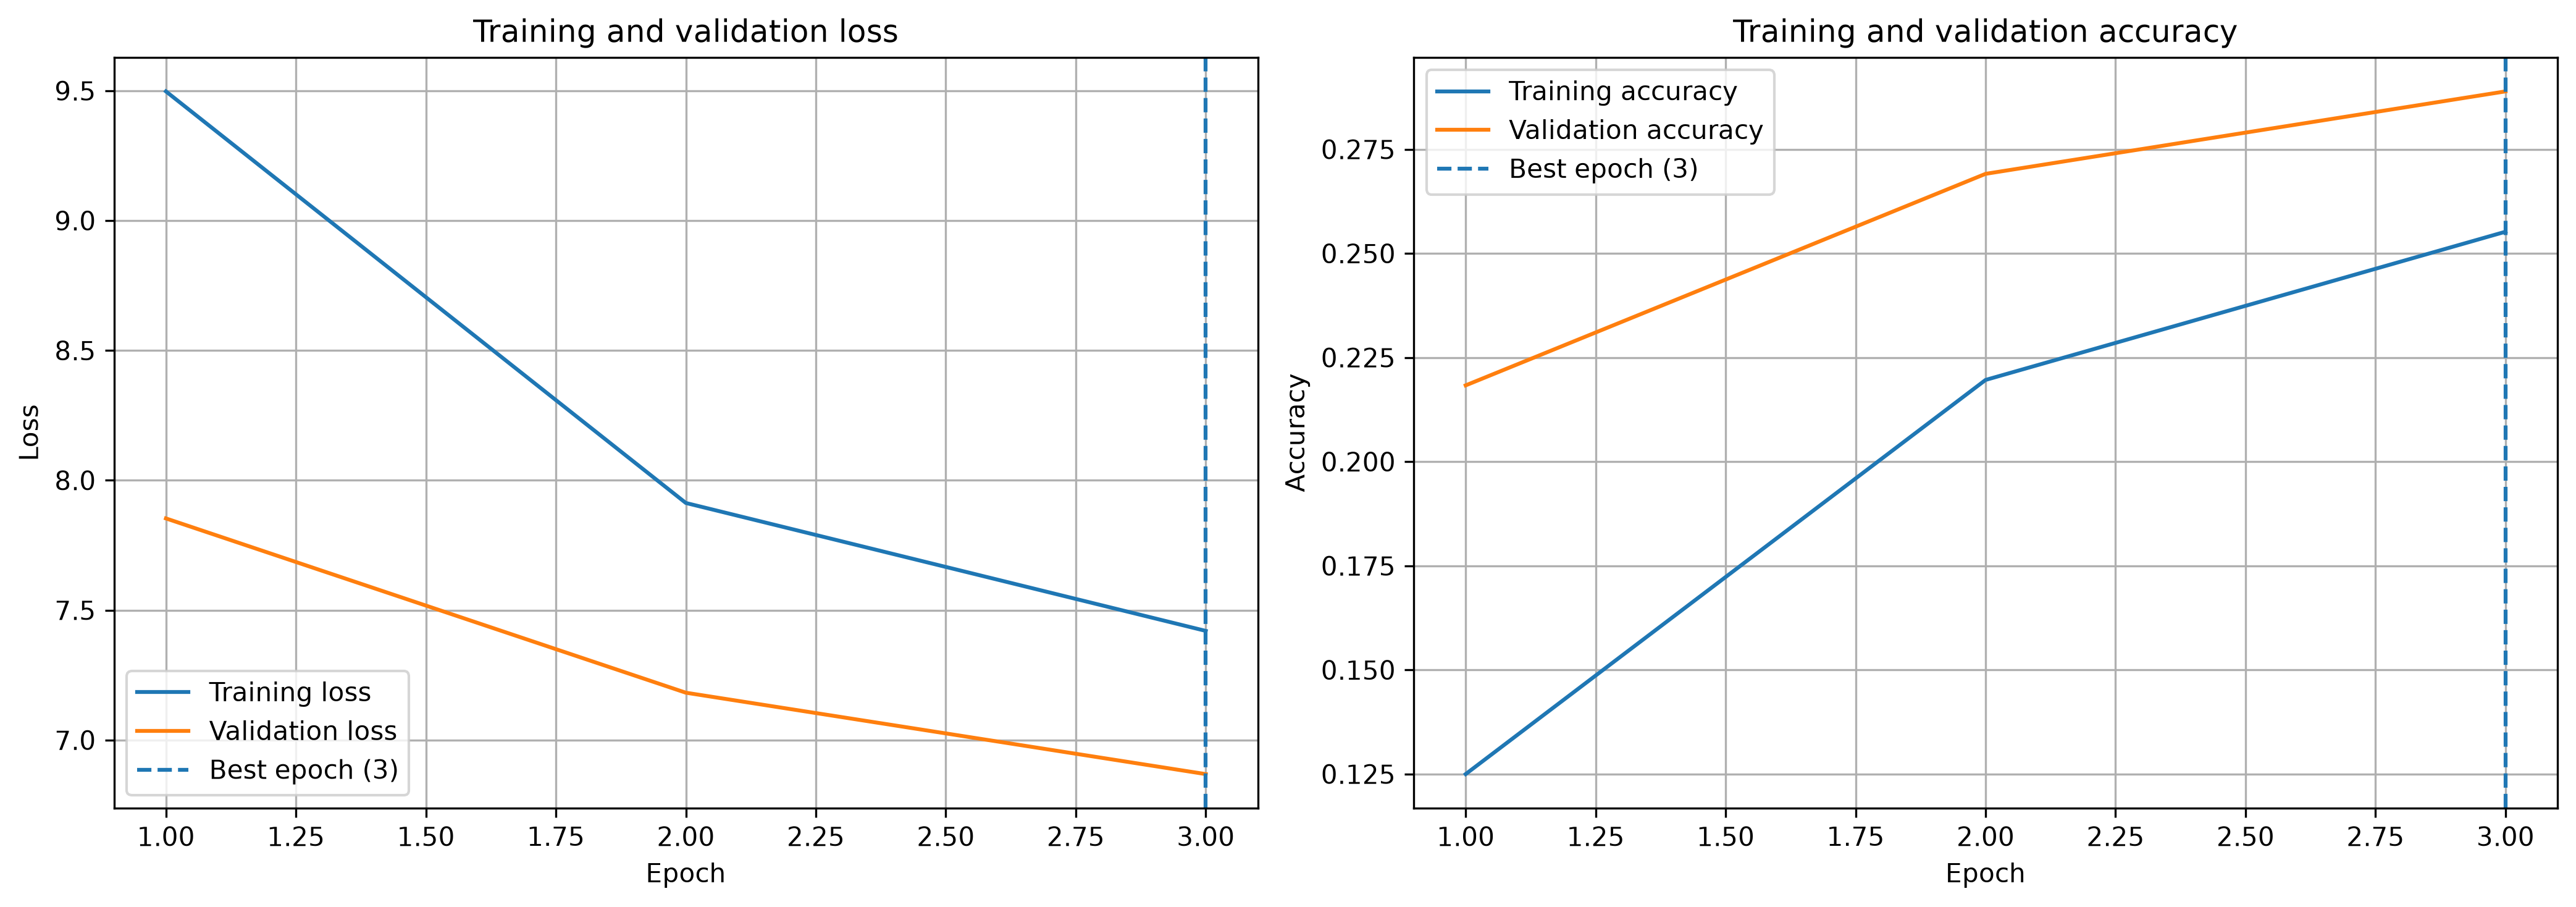 Training and validation loss
9.5
9.0
8.5
8.0
7.5
7.0
Loss
Training loss
Validation loss
Best epoch (3)
1.00 1.25 1.50 1.75 2.00 2.25 2.50 2.75 3.00
Epoch
Training and validation accuracy
Training accuracy
Validation accuracy
Best epoch (3)
0.275
0.250
0.225
0.200
0.175
0.150
0.125
Accuracy
1.00 1.25 1.50 1.75 2.00 2.25 2.50 2.75 3.00
Epoch